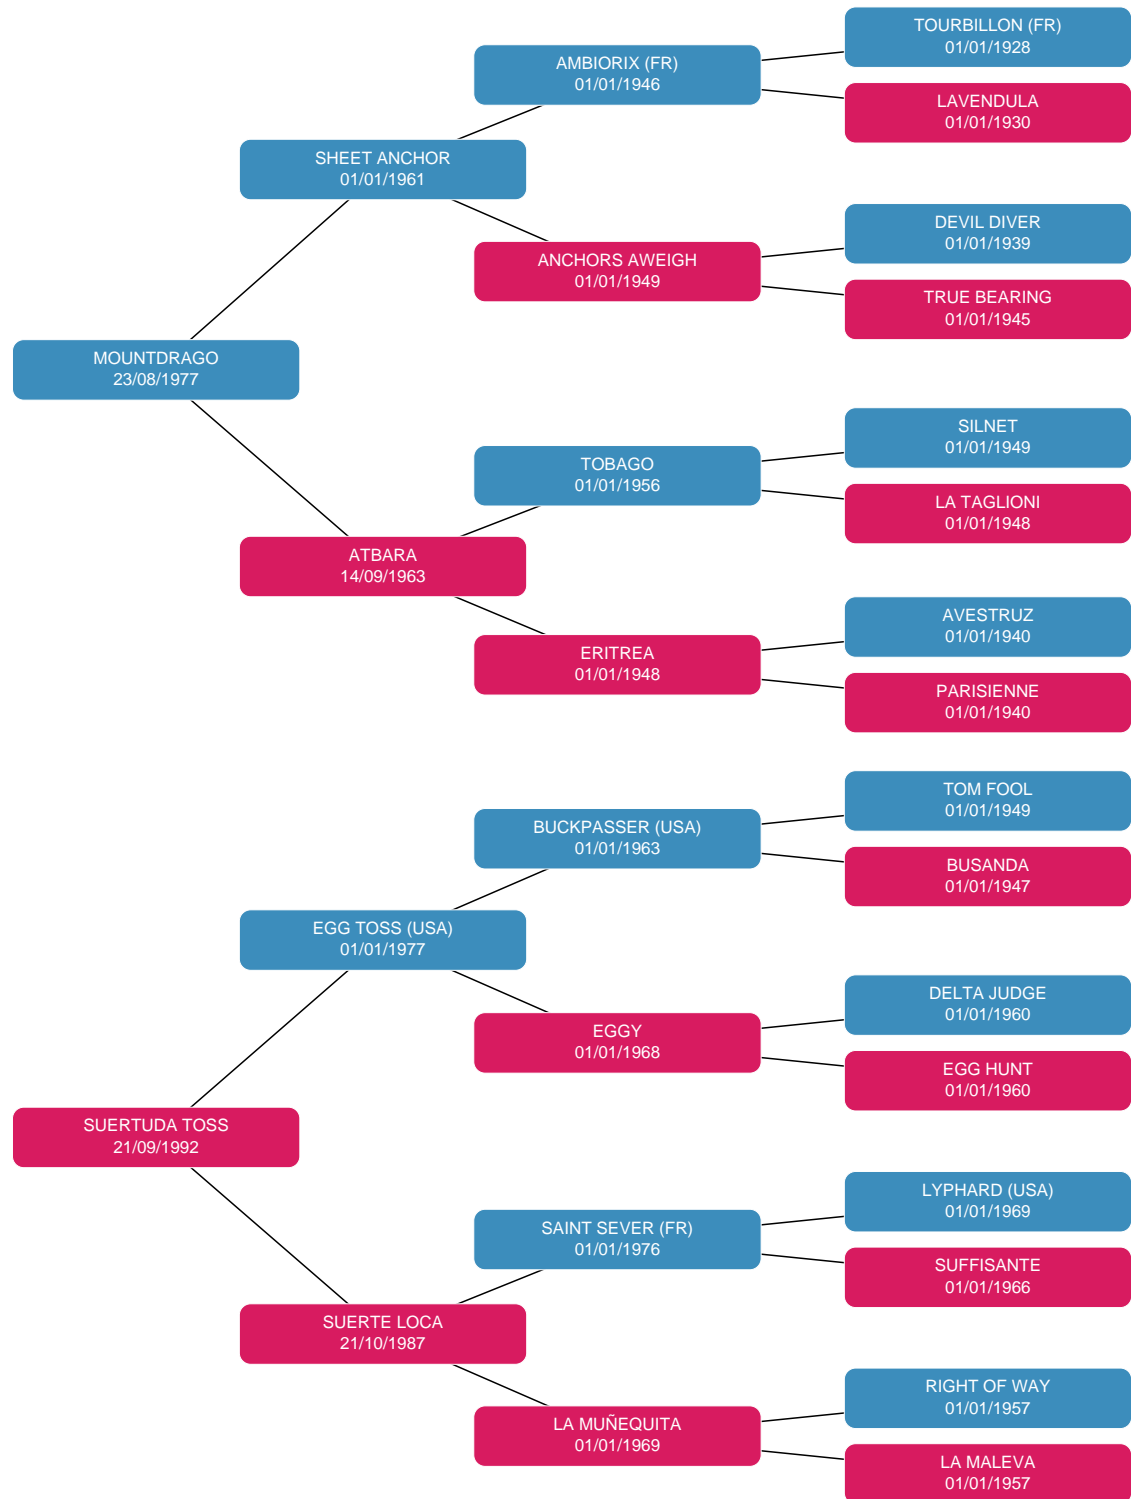 TOURBILLON (FR)
01/01/1928
AMBIORIX (FR)
01/01/1946
LAVENDULA
01/01/1930
SHEET ANCHOR
01/01/1961
DEVIL DIVER
01/01/1939
ANCHORS AWEIGH
01/01/1949
TRUE BEARING
01/01/1945
MOUNTDRAGO
23/08/1977
SILNET
01/01/1949
TOBAGO
01/01/1956
LA TAGLIONI
01/01/1948
ATBARA
14/09/1963
AVESTRUZ
01/01/1940
ERITREA
01/01/1948
PARISIENNE
01/01/1940
TOM FOOL
01/01/1949
BUCKPASSER (USA)
01/01/1963
BUSANDA
01/01/1947
EGG TOSS (USA)
01/01/1977
DELTA JUDGE
01/01/1960
EGGY
01/01/1968
EGG HUNT
01/01/1960
SUERTUDA TOSS
21/09/1992
LYPHARD (USA)
01/01/1969
SAINT SEVER (FR)
01/01/1976
SUFFISANTE
01/01/1966
SUERTE LOCA
21/10/1987
RIGHT OF WAY
01/01/1957
LA MUÑEQUITA
01/01/1969
LA MALEVA
01/01/1957